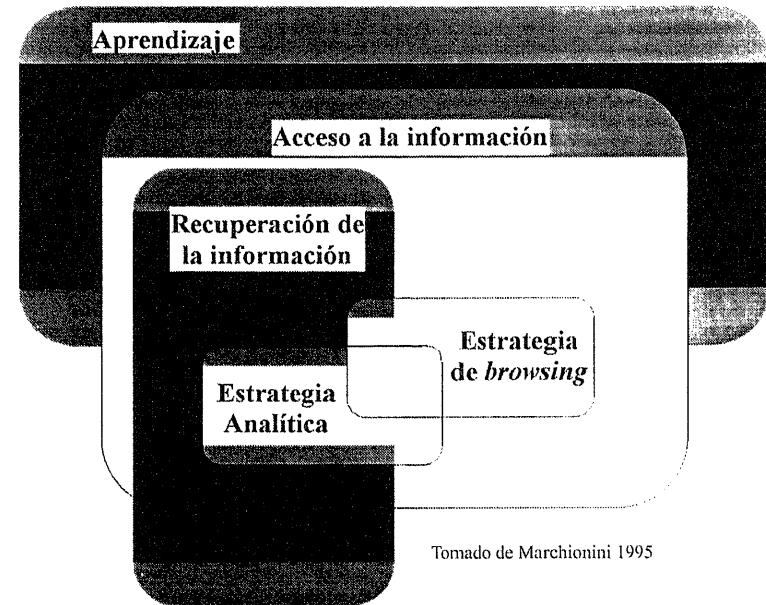 Aprendizaje
Acceso a la información
Recuperación de
la información
Estrategia
de browsing
Estrategia
Analítica
Tomado de Marchionini 1995